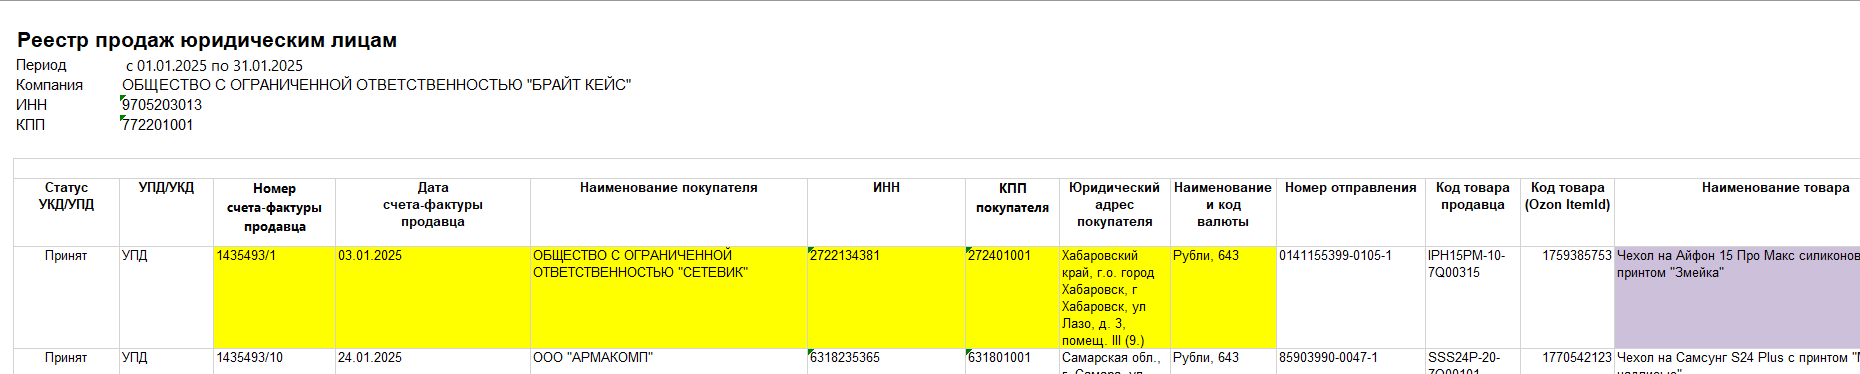 Реестр продаж юридическим лицам
Период с 01.01.2025 по 31.01.2025
Компания ОБЩЕСТВО С ОГРАНИЧЕННОЙ ОТВЕТСТВЕННОСТЬЮ "БРАЙТ КЕЙС"
ИНН 9705203013
КПП 772201001
Статус УКД/УПД
УПД/УКД
Номер счета-фактуры продавца
Дата счета-фактуры продавца
Наименование покупателя
ИНН
КПП покупателя
Юридический адрес покупателя
Наименование и код валюты
Номер отправления
Код товара продавца
Код товара (Ozon ItemId)
Наименование товара
Принят
УПД
1435493/1
03.01.2025
ОБЩЕСТВО С ОГРАНИЧЕННОЙ
ОТВЕТСТВЕННОСТЬЮ "СЕТЕВИК"
2722134381
272401001
Хабаровский
край, г.о. город
Хабаровск, г
Хабаровск, ул
Лазо, д. 3,
помещ. III (9.)
Рубли, 643
0141155399-0105-1
IPH15PM-10-
7Q00315
1759385753
Чехол на Айфон 15 Про Макс силиконов
принтом "Змейка"
Принят
УПД
1435493/10
24.01.2025
ООО "АРМАКОМП"
6318235365
631801001
Самарская обл.,
Рубли, 643
85903990-0047-1
SSS24P-20-
1770542123
Чехол на Самсунг S24 Plus с принтом